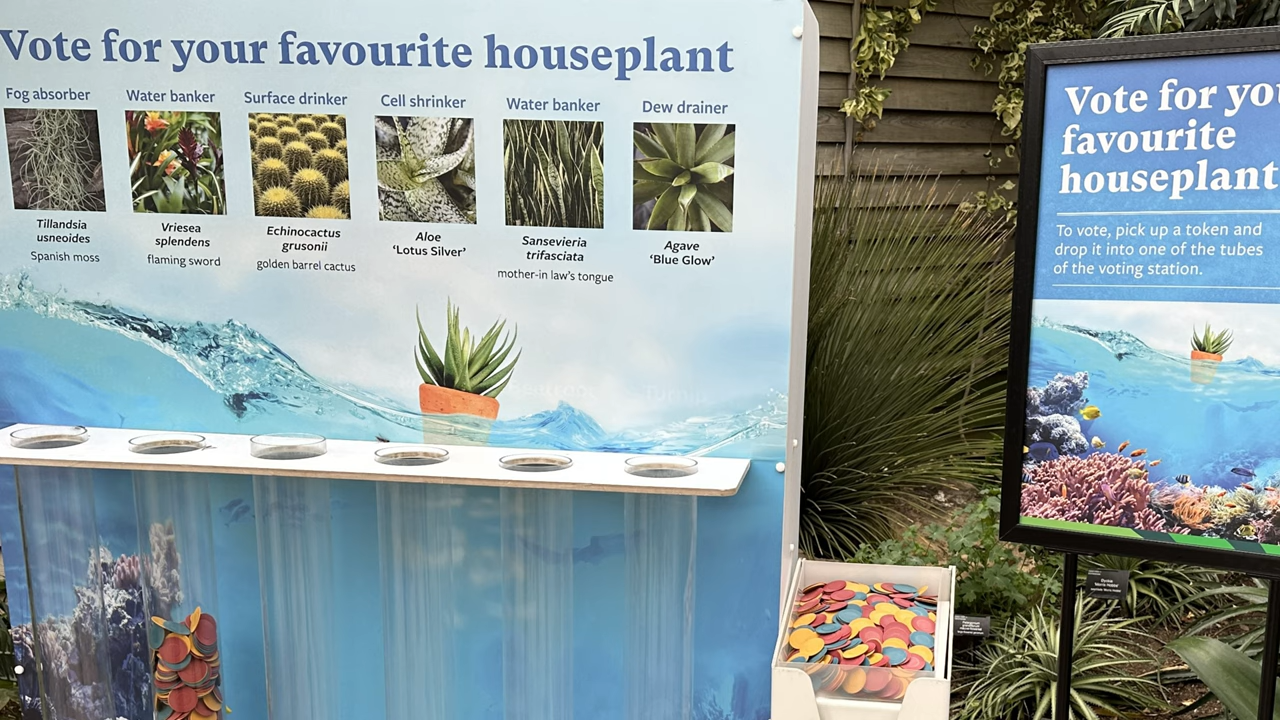 Vote for your favourite houseplant
Fog absorber
Water banker
Surface drinker
Cell shrinker
Water banker
Dew drainer
Tillandsia
usneoides
Spanish moss
Vriesea
splendens
flaming sword
Echinocactus
grusonii
golden barrel cactus
Aloe
‘Lotus Silver’
Sansevieria
trifasciata
mother-in law’s tongue
Agave
‘Blue Glow’
Vote for you
favourite
houseplant
To vote, pick up a token and
drop it into one of the tubes
of the voting station.